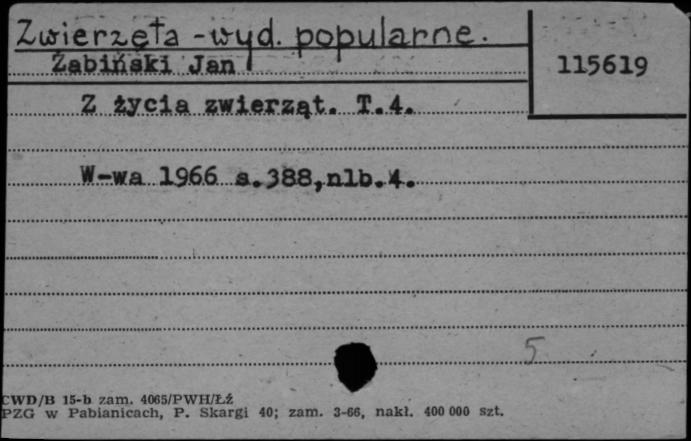 Zwierzęta - wyd. popularne.
Żabiński Jan
115619
Z życia zwierząt. T.4.
W-wa 1966 s.388,nlb.4.
5
CWD/B 15-b zam. 4065/PWH/Łź
PZG w Pabianicach, P. Skargi 40; zam. 3-66, nakł. 400 000 szt.